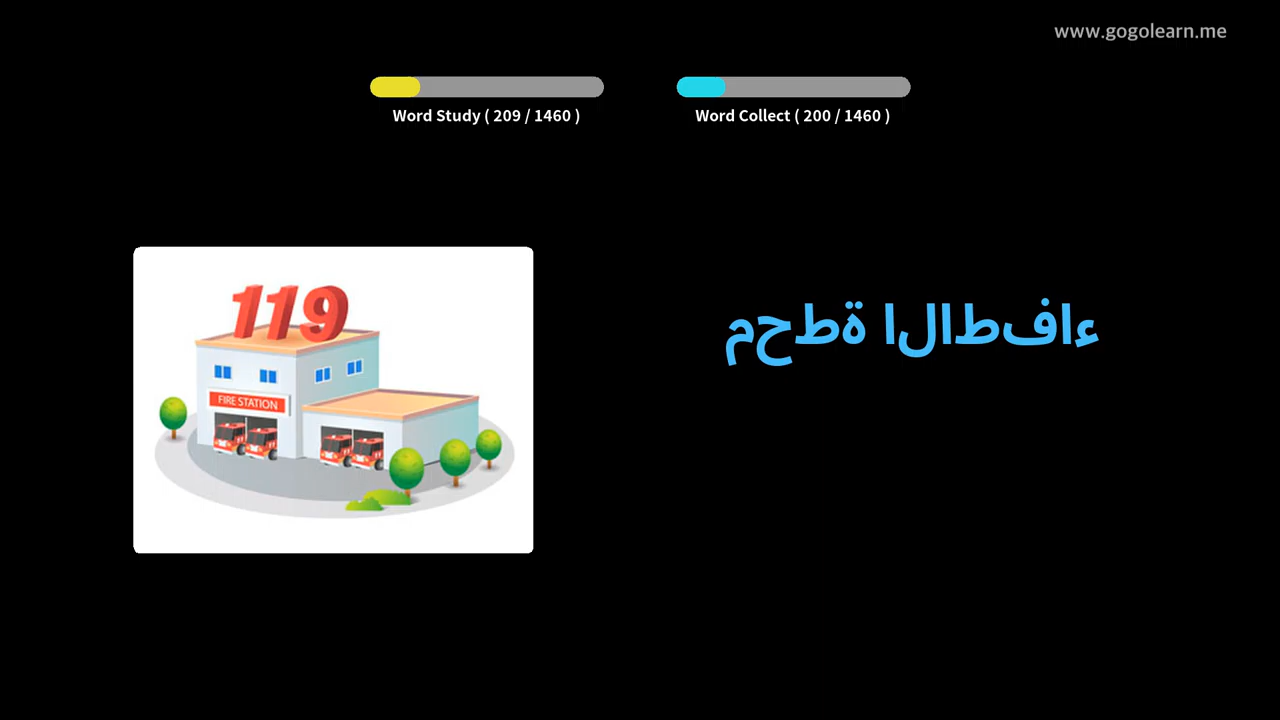 www.gogolearn.me
Word Study ( 209 / 1460 )
Word Collect ( 200 / 1460 )
119
FIRE STATION
محطة الاطفاء